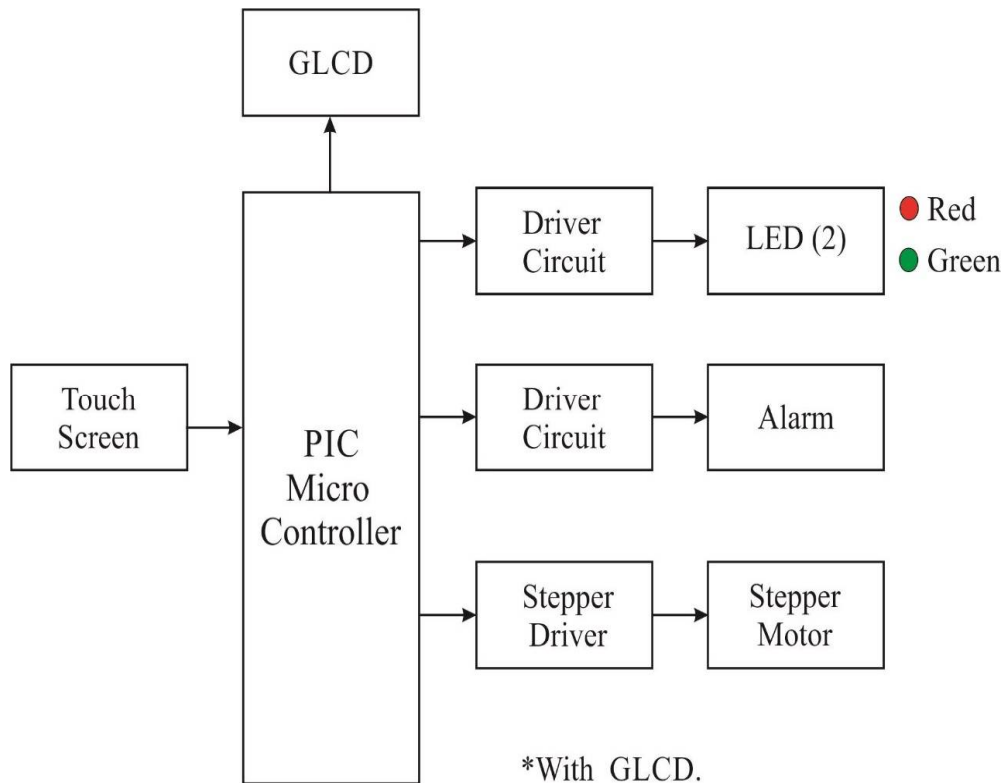 GLCD
Driver
Circuit
LED (2)
Red
Green
Touch
Screen
PIC
Micro
Controller
Driver
Circuit
Alarm
Stepper
Driver
Stepper
Motor
*With GLCD.